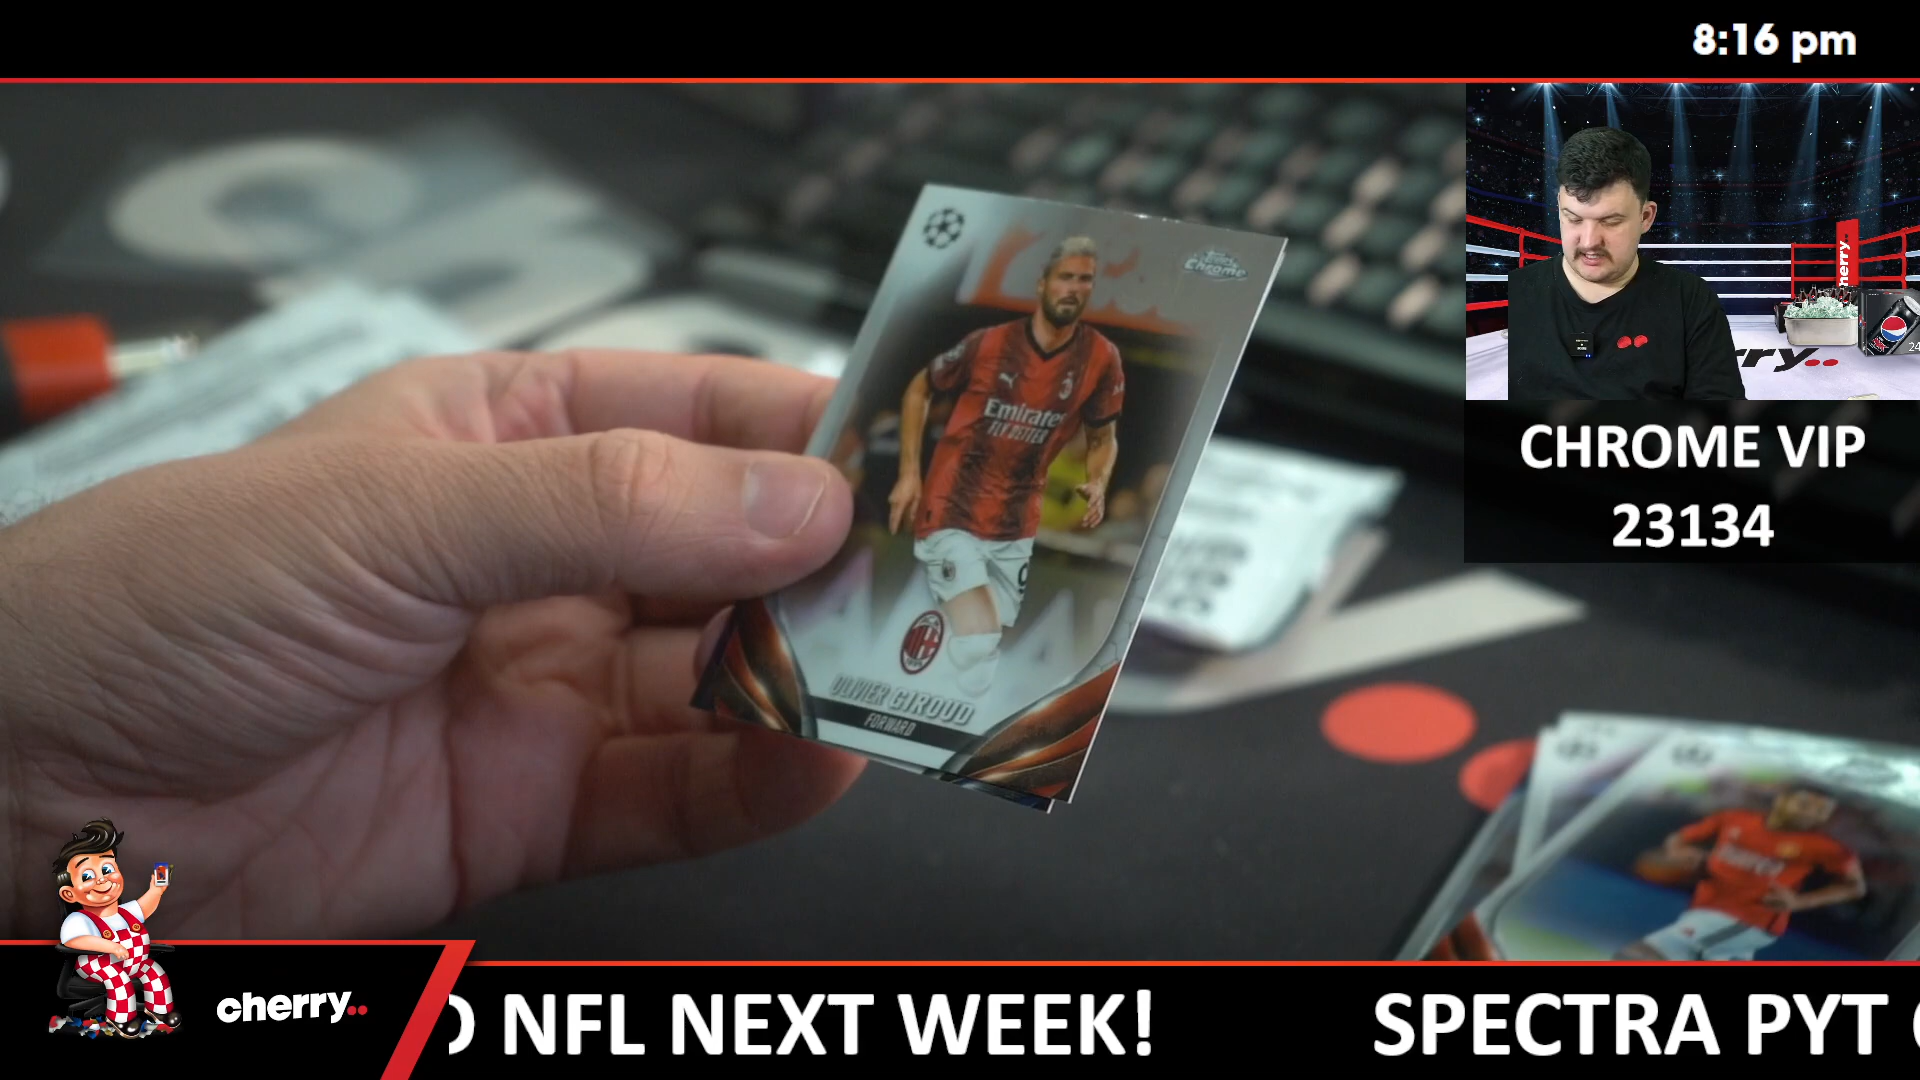 8:16 pm
Topps
Chrome
Emirates
FLY BETTER
OLIVIER GIROUD
FORWARD
CHROME VIP
23134
cherry..
NFL NEXT WEEK!
SPECTRA PYT